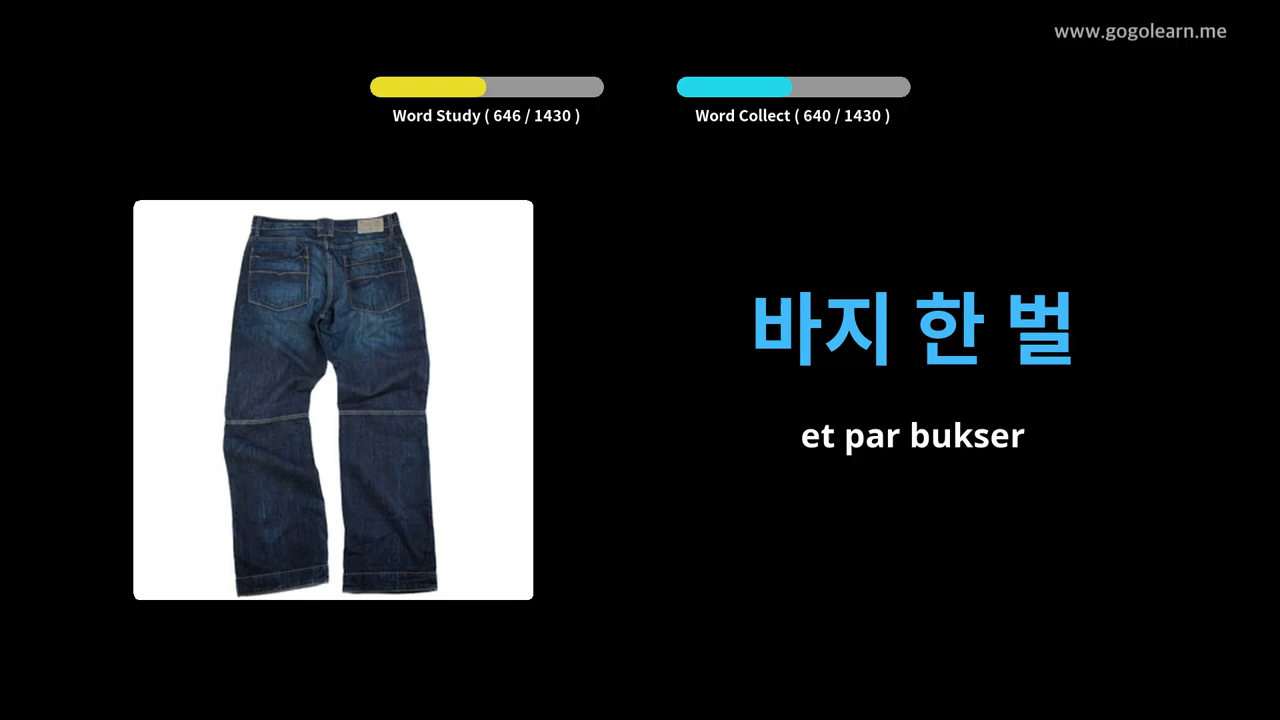 www.gogolearn.me
Word Study ( 646 / 1430 )
Word Collect ( 640 / 1430 )
바지 한 벌
et par bukser